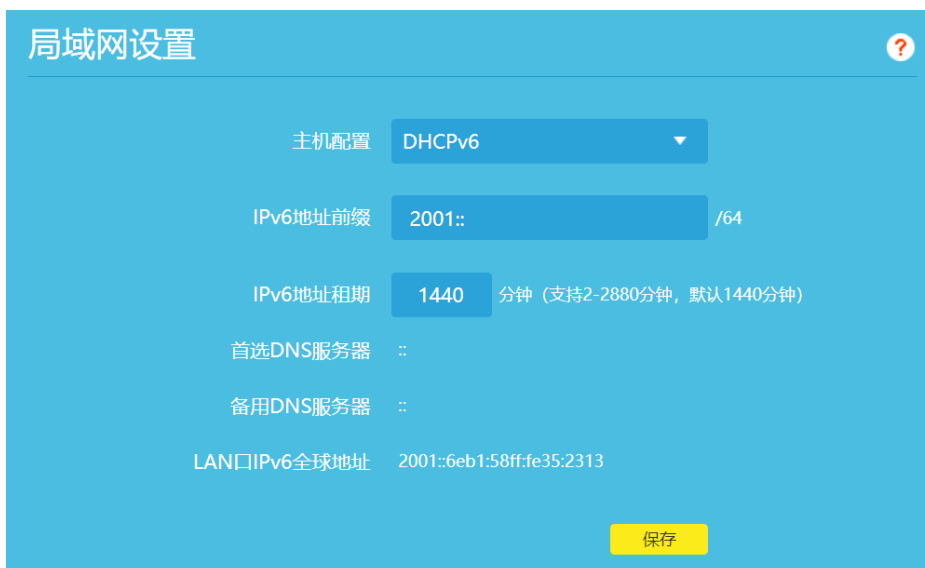 局域网设置
?
主机配置 DHCPv6
IPv6地址前缀 2001:: /64
IPv6地址租期 1440 分钟（支持2-2880分钟，默认1440分钟）
首选DNS服务器 ::
备用DNS服务器 ::
LAN口IPv6全球地址 2001::6eb1:58ff:fe35:2313
保存